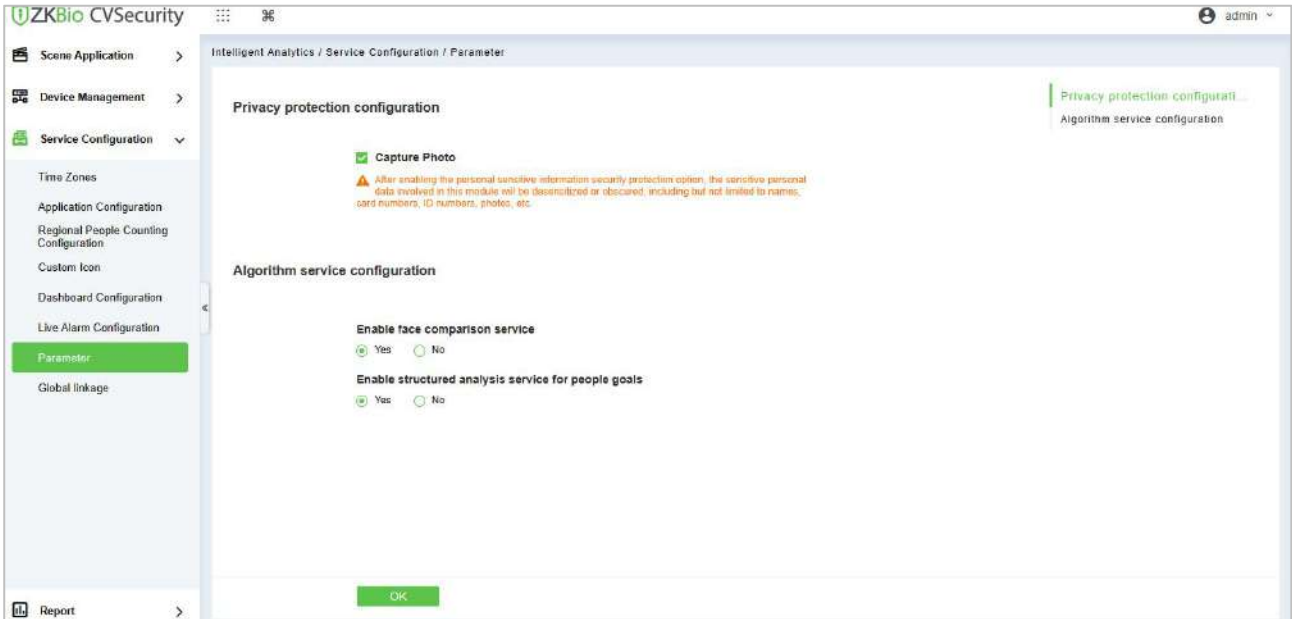 ZKBio CVSecurity
admin
Scene Application
Device Management
Service Configuration
Time Zones
Application Configuration
Regional People Counting
Configuration
Custom Icon
Dashboard Configuration
Live Alarm Configuration
Parameter
Global linkage
Report
Intelligent Analytics / Service Configuration / Parameter
Privacy protection configuration
Capture Photo
After enabling the personal sensitive information security protection option, the sensitive personal
data involved in this module will be desensitized or obscured, including but not limited to names,
card numbers, ID numbers, photos, etc.
Algorithm service configuration
Enable face comparison service
Yes No
Enable structured analysis service for people goals
Yes No
OK
Privacy protection configurati...
Algorithm service configuration